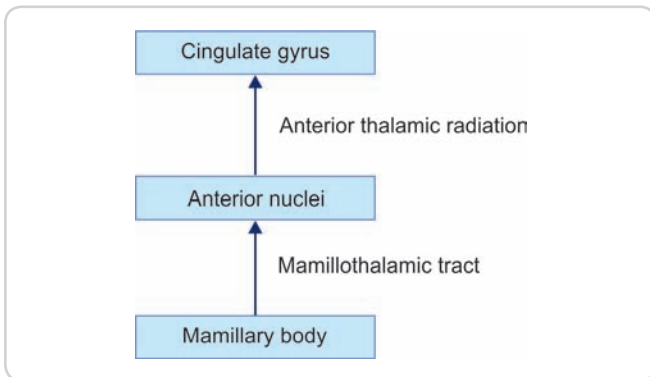 Cingulate gyrus
Anterior thalamic radiation
Anterior nuclei
Mamillothalamic tract
Mamillary body